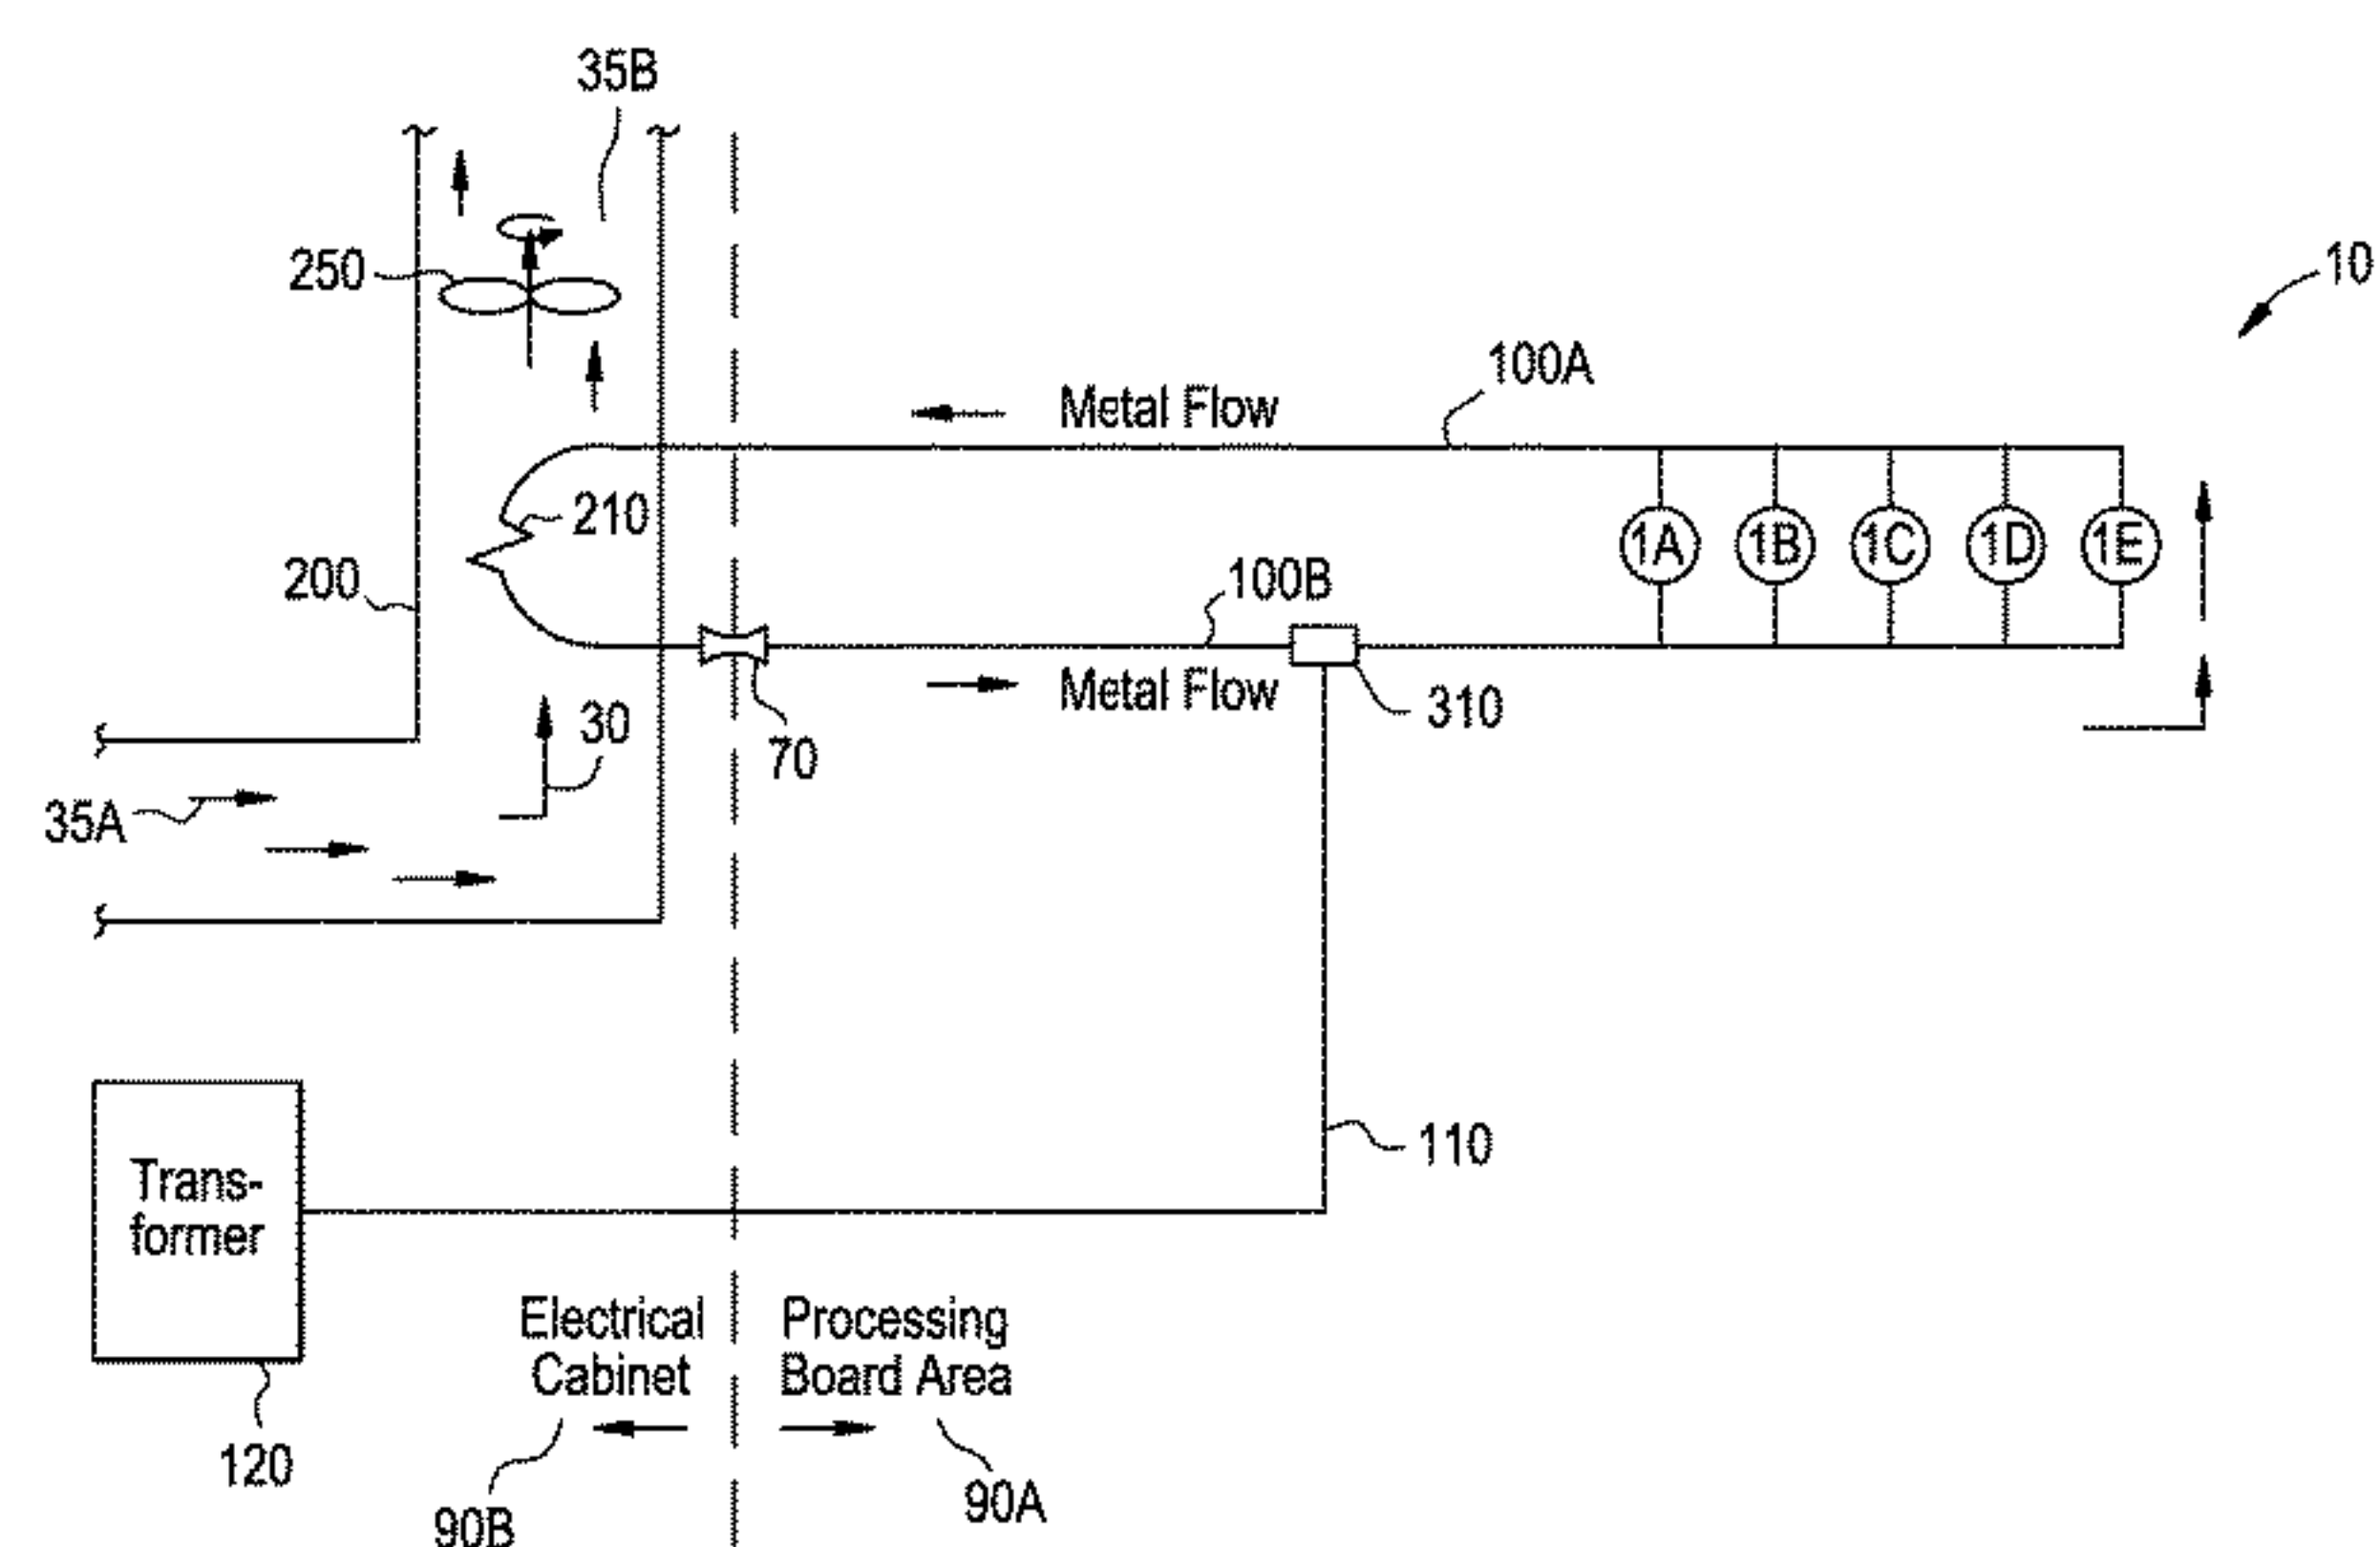 35B
250
10
100A
Metal Flow
210
1A 1B 1C 1D 1E
200
100B
Metal Flow
310
30
70
35A
110
Trans-
former
Electrical
Cabinet
Processing
Board Area
120
90B
90A